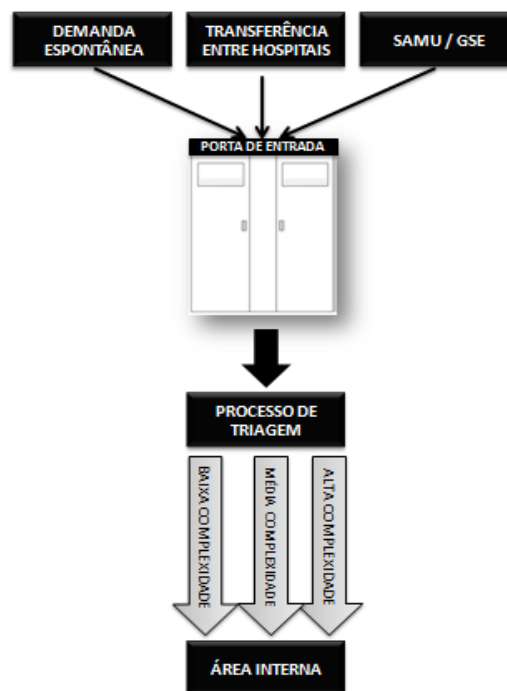 DEMANDA
ESPONTÂNEA
TRANSFERÊNCIA
ENTRE HOSPITAIS
SAMU / GSE
PORTA DE ENTRADA
PROCESSO DE
TRIAGEM
BAIXA COMPLEXIDADE
MÉDIA COMPLEXIDADE
ALTA COMPLEXIDADE
ÁREA INTERNA